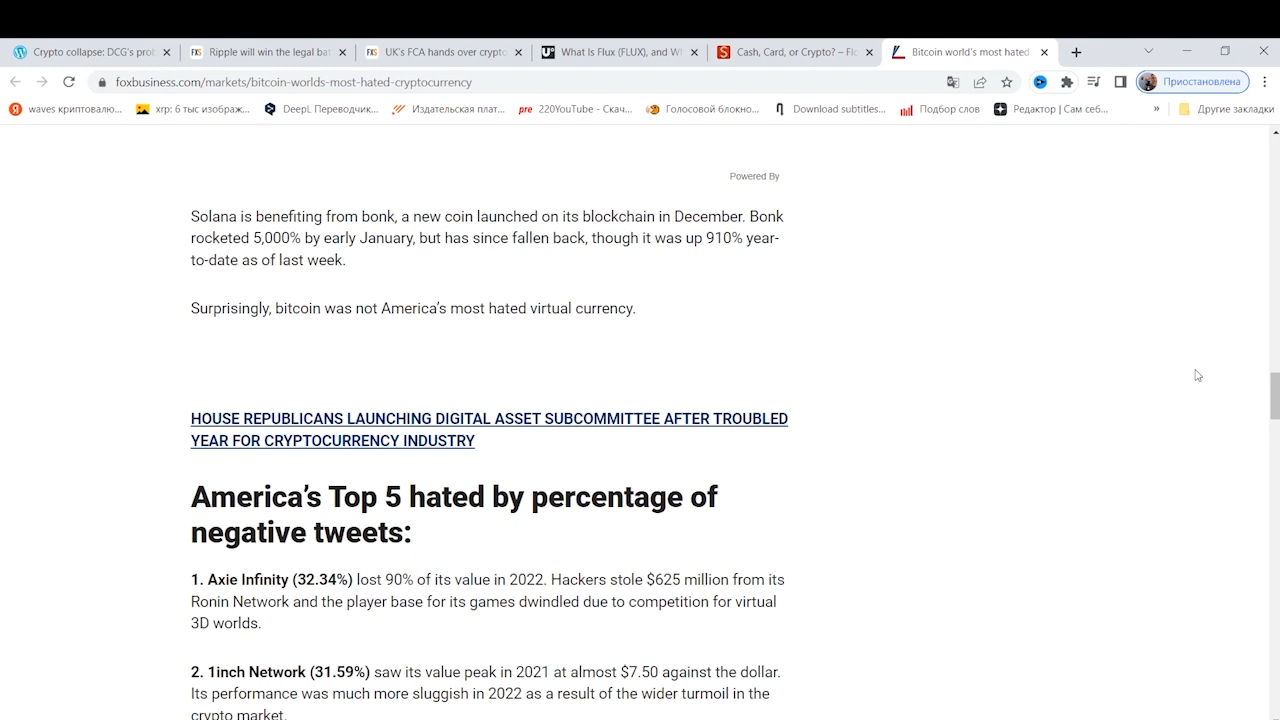 Crypto collapse: DCG's prob
FXS Ripple will win the legal bat
FXS UK's FCA hands over crypto
What Is Flux (FLUX), and Wh
Cash, Card, or Crypto? – Flo
Bitcoin world's most hated
foxbusiness.com/markets/bitcoin-worlds-most-hated-cryptocurrency
Приостановлена
waves криптовалю...
xrp: 6 тыс изображ...
DeepL Переводчик...
Издательская плат...
pre 220YouTube - Скач...
Голосовой блокно...
Download subtitles...
Подбор слов
Редактор | Сам себ...
»
Другие закладки
Powered By
Solana is benefiting from bonk, a new coin launched on its blockchain in December. Bonk
rocketed 5,000% by early January, but has since fallen back, though it was up 910% year-
to-date as of last week.
Surprisingly, bitcoin was not America's most hated virtual currency.
HOUSE REPUBLICANS LAUNCHING DIGITAL ASSET SUBCOMMITTEE AFTER TROUBLED
YEAR FOR CRYPTOCURRENCY INDUSTRY
America's Top 5 hated by percentage of
negative tweets:
1. Axie Infinity (32.34%) lost 90% of its value in 2022. Hackers stole $625 million from its
Ronin Network and the player base for its games dwindled due to competition for virtual
3D worlds.
2. 1inch Network (31.59%) saw its value peak in 2021 at almost $7.50 against the dollar.
Its performance was much more sluggish in 2022 as a result of the wider turmoil in the
crypto market.